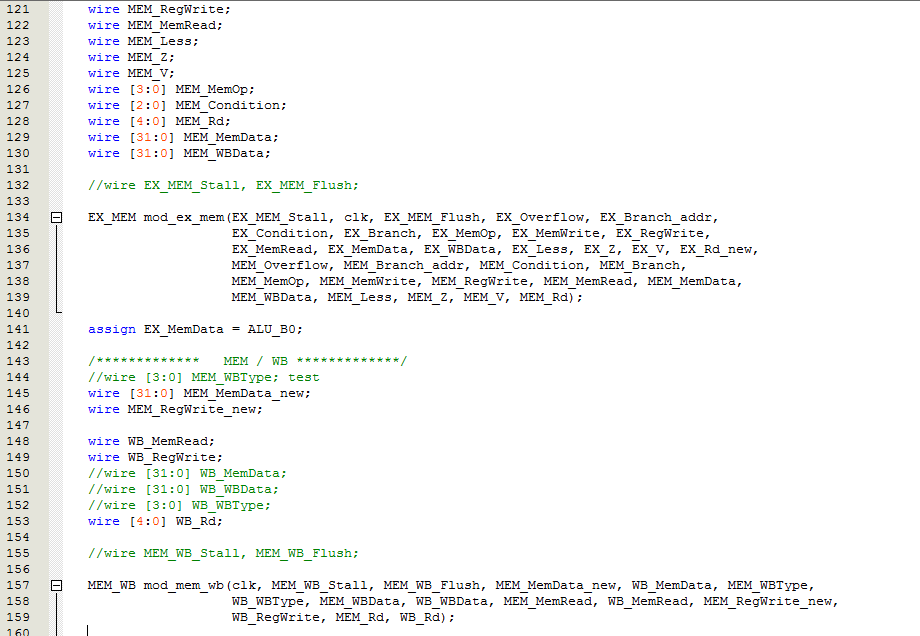 121 wire MEM_RegWrite;
122 wire MEM_MemRead;
123 wire MEM_Less;
124 wire MEM_Z;
125 wire MEM_V;
126 wire [3:0] MEM_MemOp;
127 wire [2:0] MEM_Condition;
128 wire [4:0] MEM_Rd;
129 wire [31:0] MEM_MemData;
130 wire [31:0] MEM_WBData;
131
132 //wire EX_MEM_Stall, EX_MEM_Flush;
133
134 EX_MEM mod_ex_mem(EX_MEM_Stall, clk, EX_MEM_Flush, EX_Overflow, EX_Branch_addr,
135 EX_Condition, EX_Branch, EX_MemOp, EX_MemWrite, EX_RegWrite,
136 EX_MemRead, EX_MemData, EX_WBData, EX_Less, EX_Z, EX_V, EX_Rd_new,
137 MEM_Overflow, MEM_Branch_addr, MEM_Condition, MEM_Branch,
138 MEM_MemOp, MEM_MemWrite, MEM_RegWrite, MEM_MemRead, MEM_MemData,
139 MEM_WBData, MEM_Less, MEM_Z, MEM_V, MEM_Rd);
140
141 assign EX_MemData = ALU_B0;
142
143 /************* MEM / WB *************/
144 //wire [3:0] MEM_WBType; test
145 wire [31:0] MEM_MemData_new;
146 wire MEM_RegWrite_new;
147
148 wire WB_MemRead;
149 wire WB_RegWrite;
150 //wire [31:0] WB_MemData;
151 //wire [31:0] WB_WBData;
152 //wire [3:0] WB_WBType;
153 wire [4:0] WB_Rd;
154
155 //wire MEM_WB_Stall, MEM_WB_Flush;
156
157 MEM_WB mod_mem_wb(clk, MEM_WB_Stall, MEM_WB_Flush, MEM_MemData_new, WB_MemData, MEM_WBType,
158 WB_WBType, MEM_WBData, WB_WBData, MEM_MemRead, WB_MemRead, MEM_RegWrite_new,
159 WB_RegWrite, MEM_Rd, WB_Rd);
160